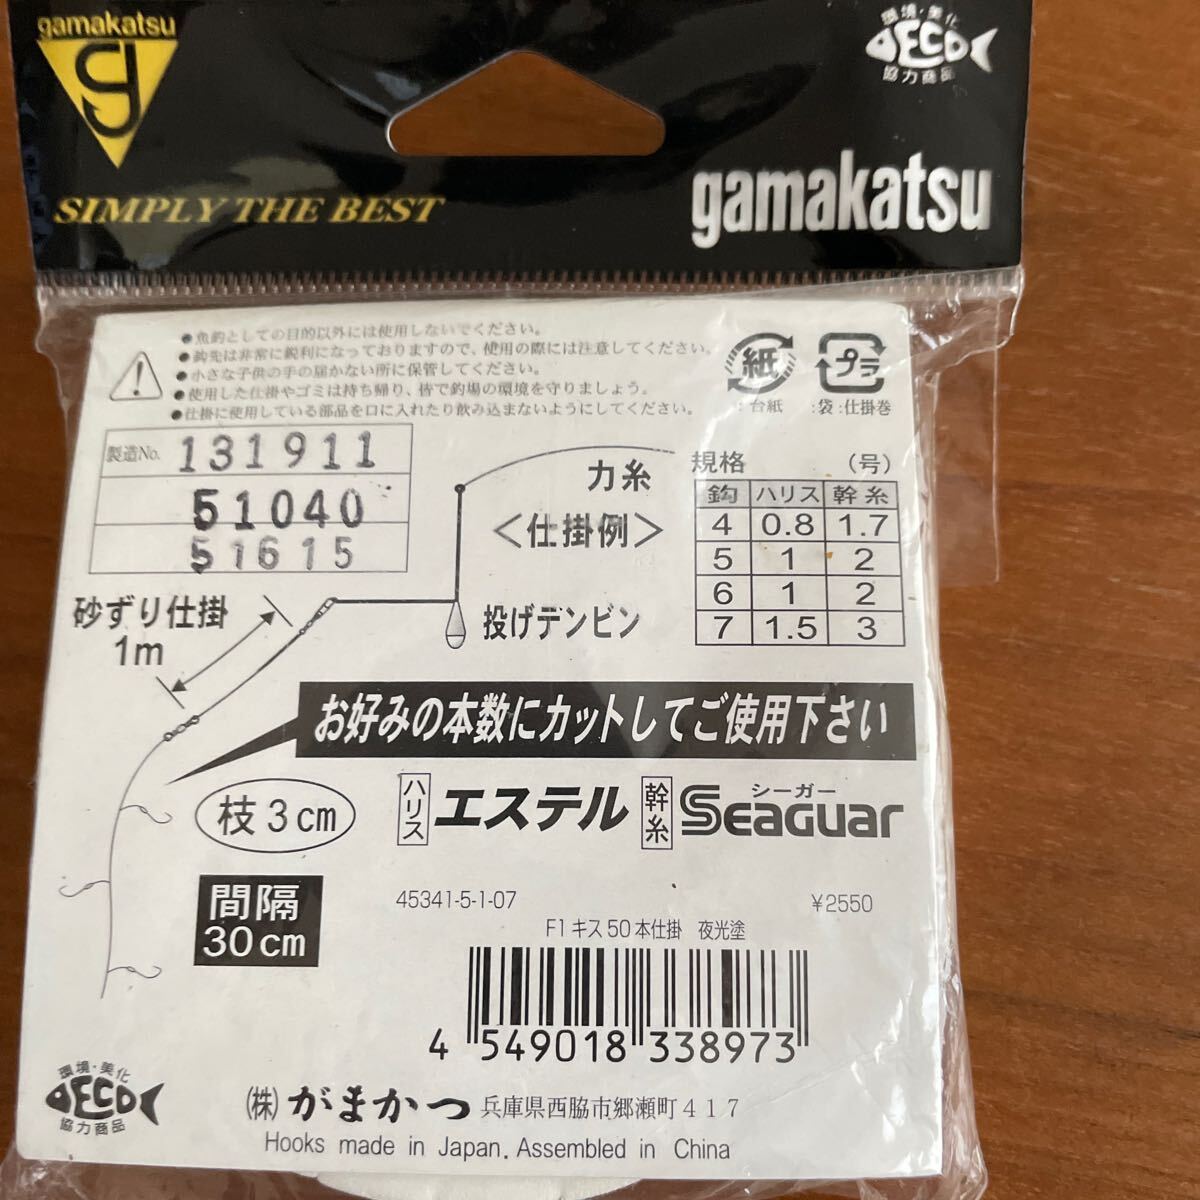 gamakatsu
g
SIMPLY THE BEST
環境・美化
ECO
協力商品
gamakatsu
●魚釣としての目的以外には使用しないでください。
●鈎先は非常に鋭利になっておりますので、使用の際には注意してください。
●小さな子供の手の届かない所に保管してください。
●使用した仕掛やゴミは持ち帰り、皆で釣場の環境を守りましょう。
●仕掛に使用している部品を口に入れたり飲み込まないようにしてください。
紙
:台紙
プラ
:袋:仕掛巻
製造No. 131911
51040
51615
力糸
<仕掛例>
投げテンビン
砂ずり仕掛
1m
規格 (号)
鈎 ハリス 幹糸
4 0.8 1.7
5 1 2
6 1 2
7 1.5 3
お好みの本数にカットしてご使用下さい
枝3cm
ハリス エステル 幹糸 シーガー
Seaguar
間隔
30cm
45341-5-1-07 ¥2550
F1キス50本仕掛 夜光塗
4 549018 338973
環境・美化
ECO
協力商品
(株)がまかつ 兵庫県西脇市郷瀬町417
Hooks made in Japan. Assembled in China